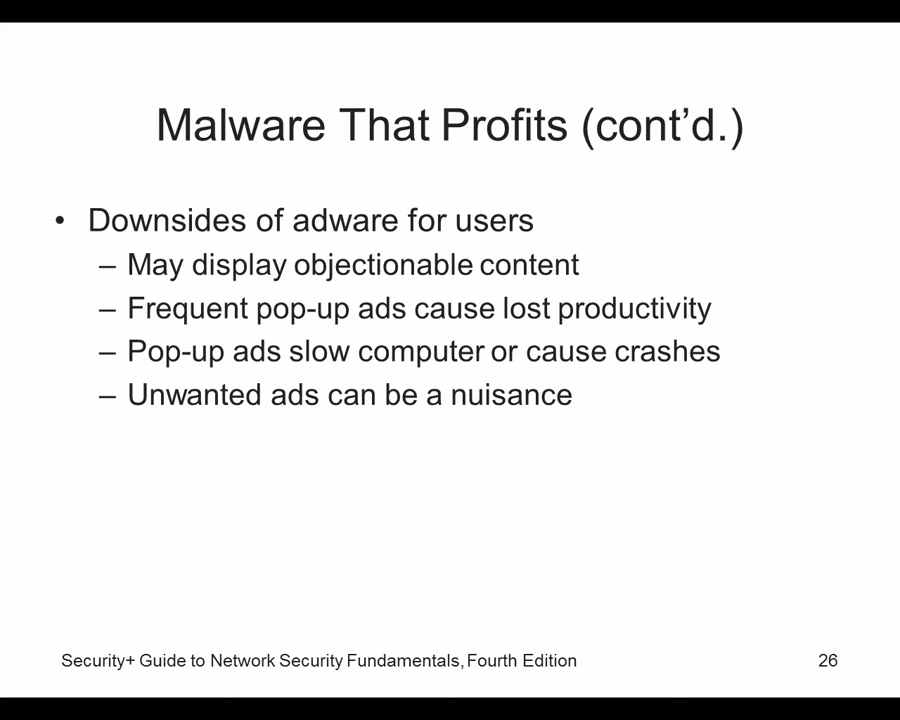 Malware That Profits (cont’d.)
• Downsides of adware for users
– May display objectionable content
– Frequent pop-up ads cause lost productivity
– Pop-up ads slow computer or cause crashes
– Unwanted ads can be a nuisance
Security+ Guide to Network Security Fundamentals, Fourth Edition
26